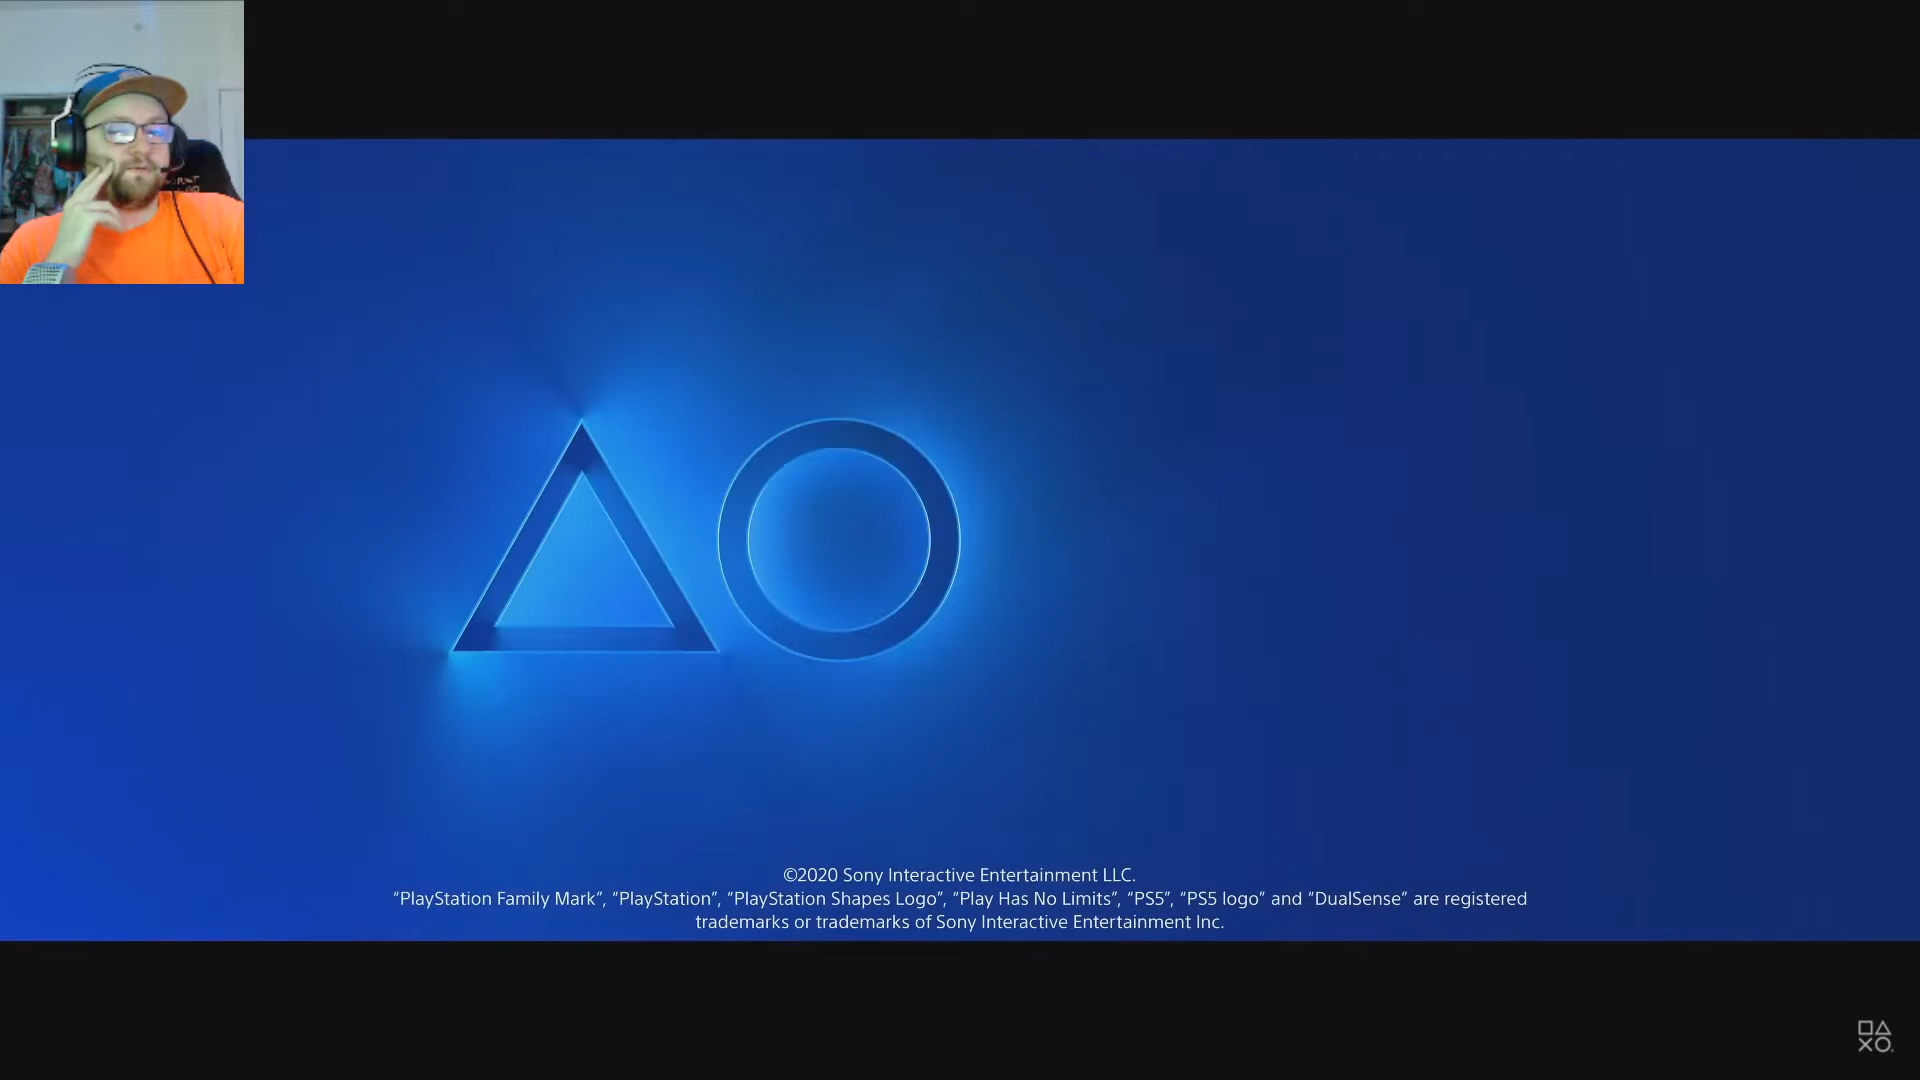 ©2020 Sony Interactive Entertainment LLC.
“PlayStation Family Mark”, “PlayStation”, “PlayStation Shapes Logo”, “Play Has No Limits”, “PS5”, “PS5 logo” and “DualSense” are registered
trademarks or trademarks of Sony Interactive Entertainment Inc.